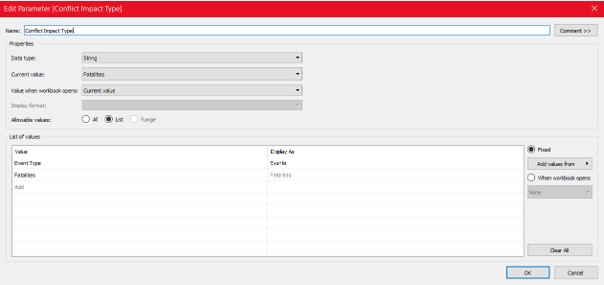 Edit Parameter [Conflict Impact Type]
Name: Conflict Impact Type
Comment >>
Properties
Data type: String
Current value: Fatalities
Value when workbook opens: Current value
Display format:
Allowable values: All List Range
List of values
Value Display As
Event Type Events
Fatalities Fatalities
Add
Fixed
Add values from
When workbook opens
None
Clear All
OK Cancel